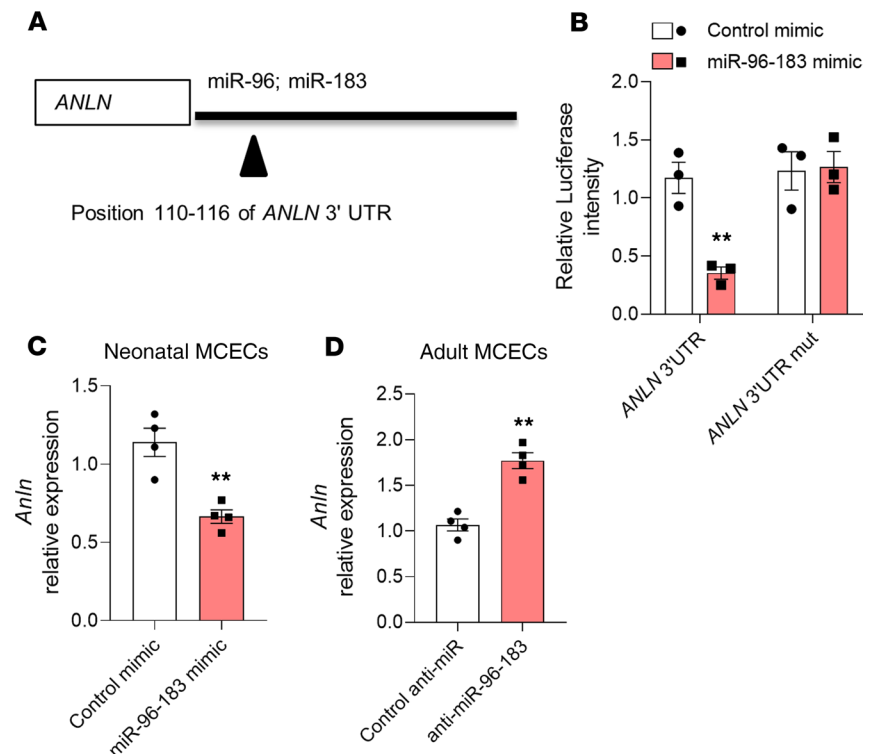 A
ANLN
miR-96; miR-183
Position 110-116 of ANLN 3' UTR
B
Control mimic
miR-96-183 mimic
Relative Luciferase
intensity
2.0
1.5
1.0
0.5
0.0
**
ANLN 3'UTR
ANLN 3'UTR mut
C
Neonatal MCECs
Anln
relative expression
1.5
1.0
0.5
0.0
**
Control mimic
miR-96-183 mimic
D
Adult MCECs
Anln
relative expression
2.5
2.0
1.5
1.0
0.5
0.0
**
Control anti-miR
anti-miR-96-183